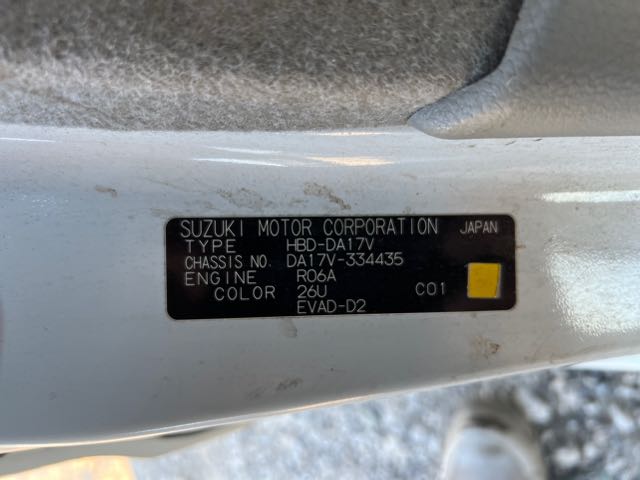 SUZUKI MOTOR CORPORATION JAPAN
TYPE HBD-DA17V
CHASSIS NO. DA17V-334435
ENGINE R06A
COLOR 26U C01
EVAD-D2